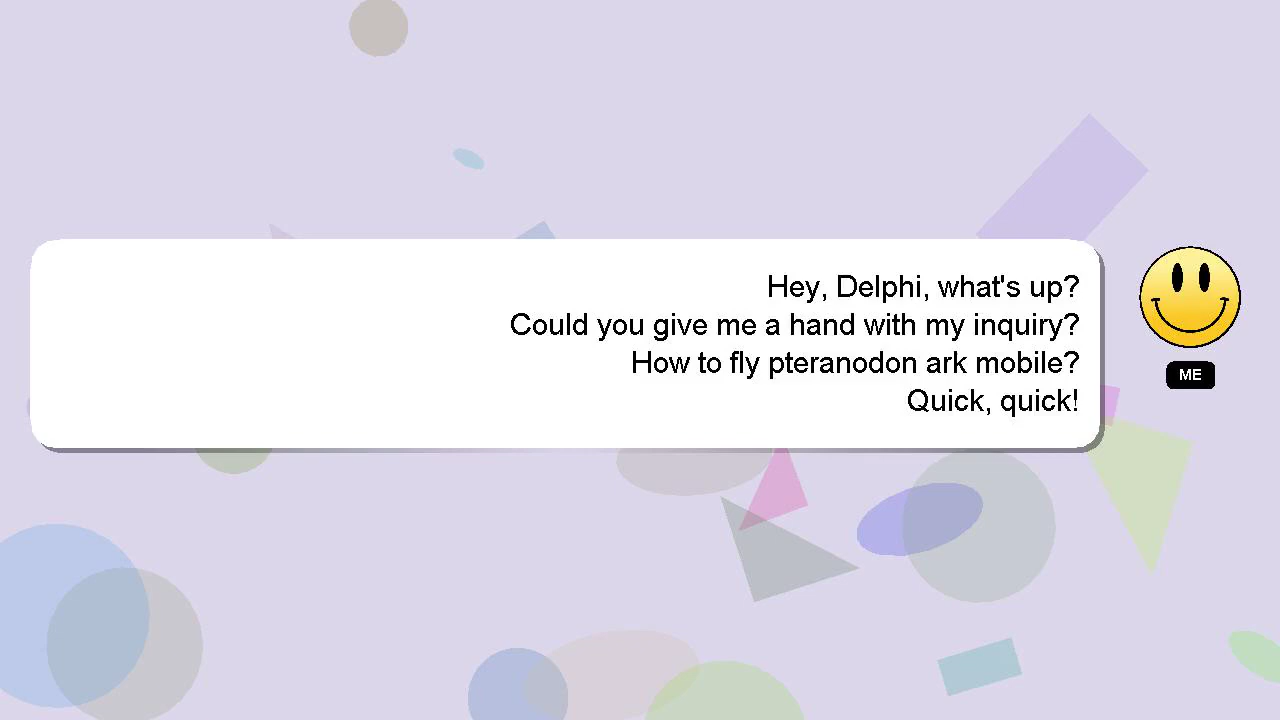 Hey, Delphi, what's up?
Could you give me a hand with my inquiry?
How to fly pteranodon ark mobile?
Quick, quick!
ME